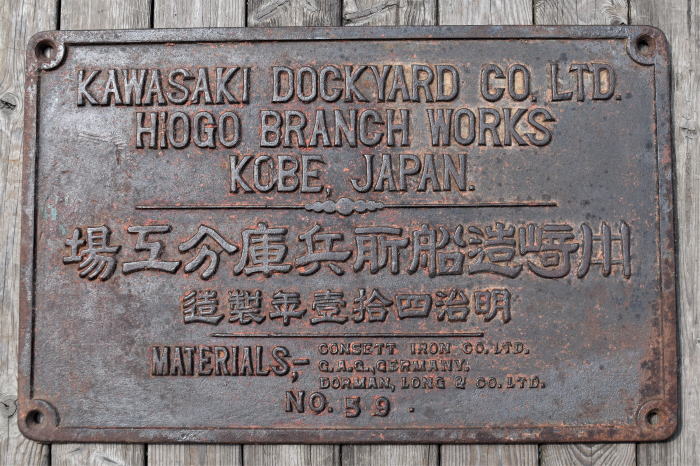 KAWASAKI DOCKYARD CO. LTD.
HIOGO BRANCH WORKS
KOBE, JAPAN.
川崎造船所兵庫分工場
明治四拾壹年製造
MATERIALS,- CONSETT IRON CO. LTD.
G.A.G., GERMANY.
DORMAN, LONG & CO. LTD.
NO. 59.